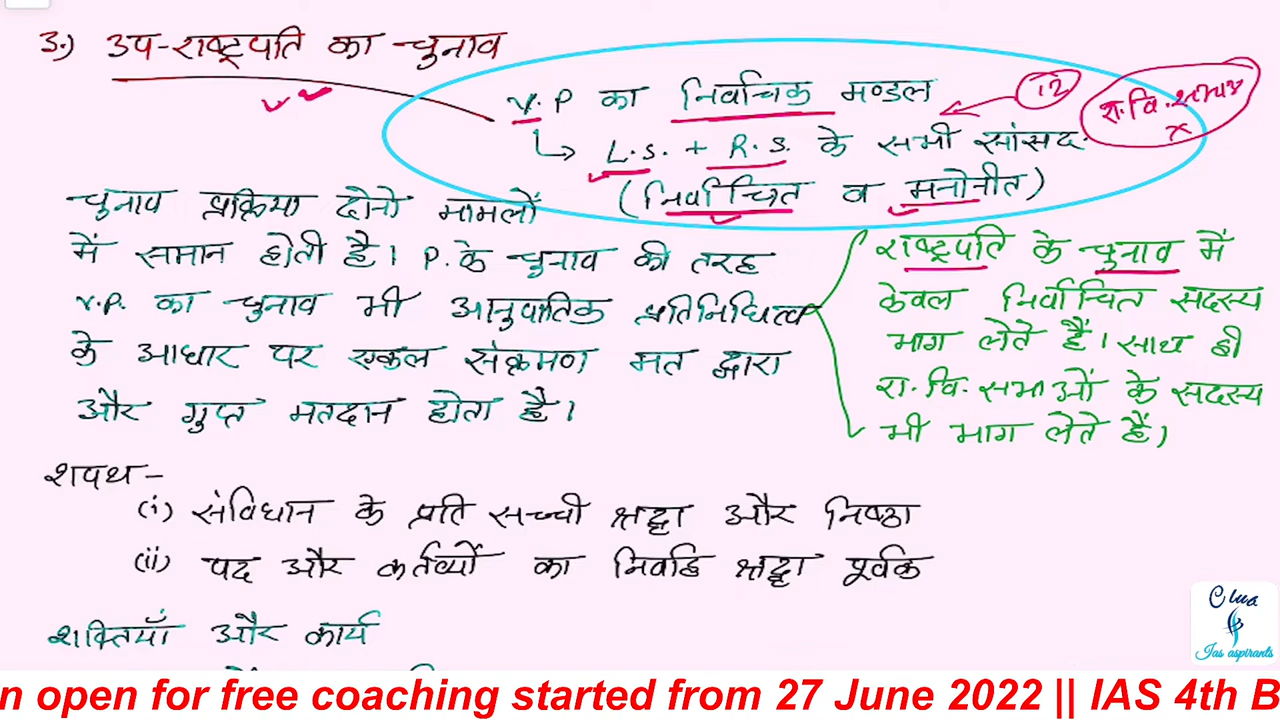 3.) उप-राष्ट्रपति का चुनाव
V.P का निर्वाचक मण्डल
12
रा. वि.
x
L.S. + R.S. के सभी सांसद
(निर्वाचित व मनोनीत)
चुनाव प्रक्रिया दोनो मामलों
में समान होती है। P. के चुनाव की तरह
V.P. का चुनाव भी आनुपातिक प्रतिनिधित्व
के आधार पर एकल संक्रमण मत द्वारा
और गुप्त मतदान होता है।
राष्ट्रपति के चुनाव में
केवल निर्वाचित सदस्य
भाग लेते हैं। साथ ही
रा. वि. सभाओं के सदस्य
भी भाग लेते हैं।
शपथ -
(i) संविधान के प्रति सच्ची श्रद्धा और निष्ठा
(ii) पद और कर्तव्यों का निर्वाह श्रद्धा पूर्वक
शक्तियाँ और कार्य
Clua
Ias aspirants
n open for free coaching started from 27 June 2022 || IAS 4th B